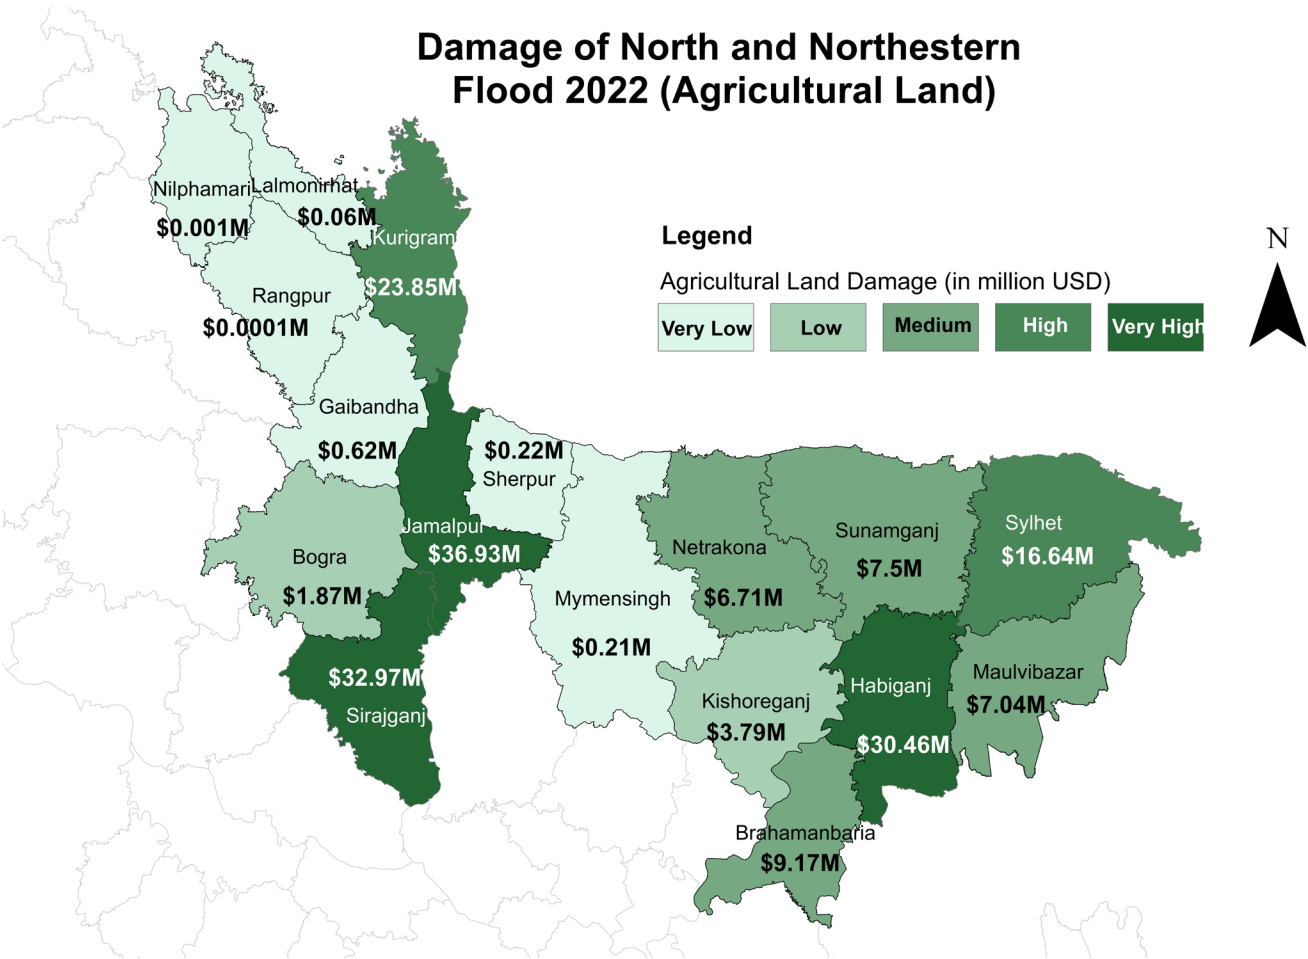 Damage of North and Northestern
Flood 2022 (Agricultural Land)
Nilphamari
$0.001M
Lalmonirhat
$0.06M
Kurigram
$23.85M
Rangpur
$0.0001M
Legend
Agricultural Land Damage (in million USD)
Very Low
Low
Medium
High
Very High
N
Gaibandha
$0.62M
$0.22M
Sherpur
Jamalpur
$36.93M
Bogra
$1.87M
$32.97M
Sirajganj
Mymensingh
$0.21M
Netrakona
$6.71M
Sunamganj
$7.5M
Sylhet
$16.64M
Kishoreganj
$3.79M
Habiganj
$30.46M
Maulvibazar
$7.04M
Brahamanbaria
$9.17M